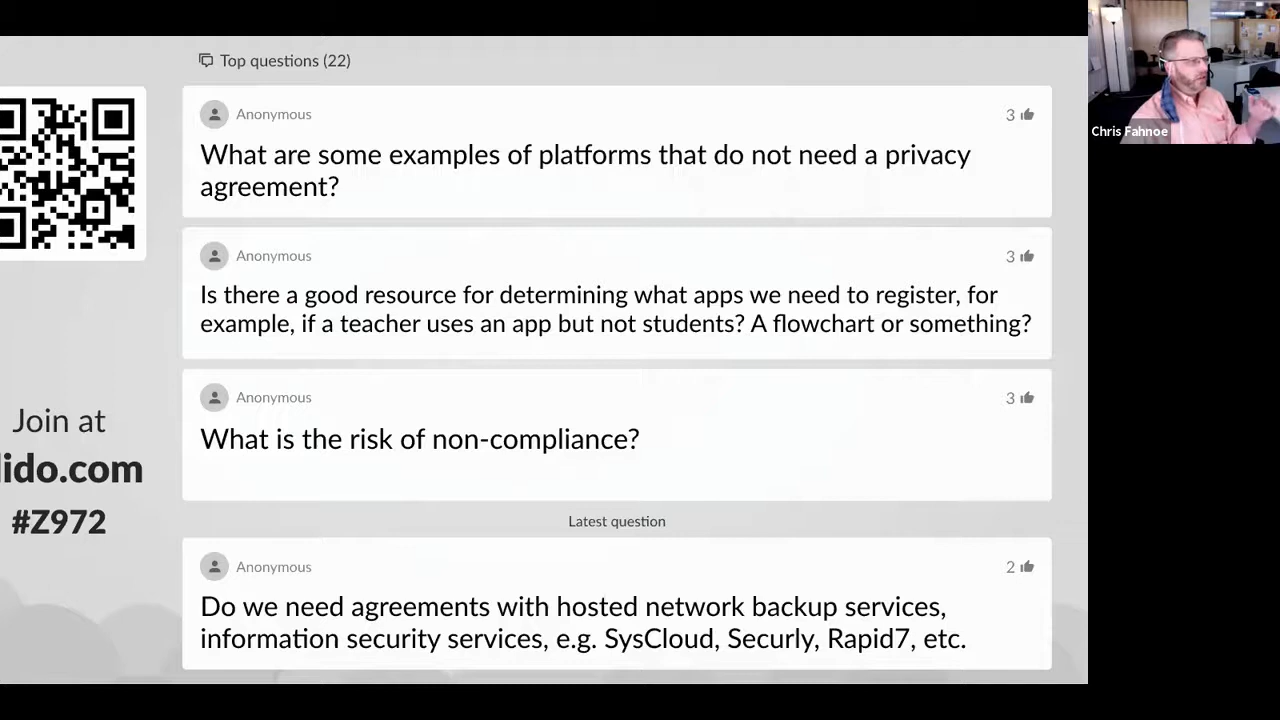 Top questions (22)
Anonymous
3
What are some examples of platforms that do not need a privacy
agreement?
Anonymous
3
Is there a good resource for determining what apps we need to register, for
example, if a teacher uses an app but not students? A flowchart or something?
Anonymous
3
What is the risk of non-compliance?
Latest question
Anonymous
2
Do we need agreements with hosted network backup services,
information security services, e.g. SysCloud, Securly, Rapid7, etc.
Join at
lido.com
#Z972
Chris Fahnoe